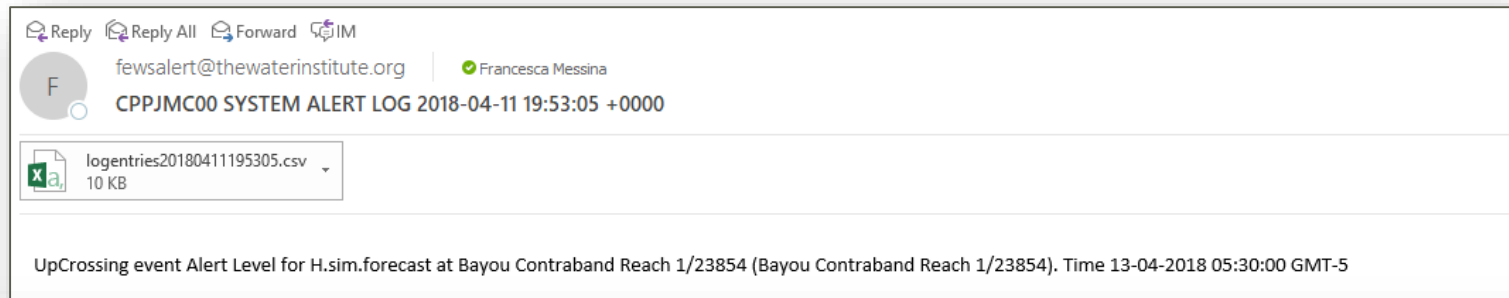 Reply Reply All Forward IM
F
fewsalert@thewaterinstitute.org Francesca Messina
CPPJMC00 SYSTEM ALERT LOG 2018-04-11 19:53:05 +0000
X a,
logentries20180411195305.csv
10 KB
UpCrossing event Alert Level for H.sim.forecast at Bayou Contraband Reach 1/23854 (Bayou Contraband Reach 1/23854). Time 13-04-2018 05:30:00 GMT-5